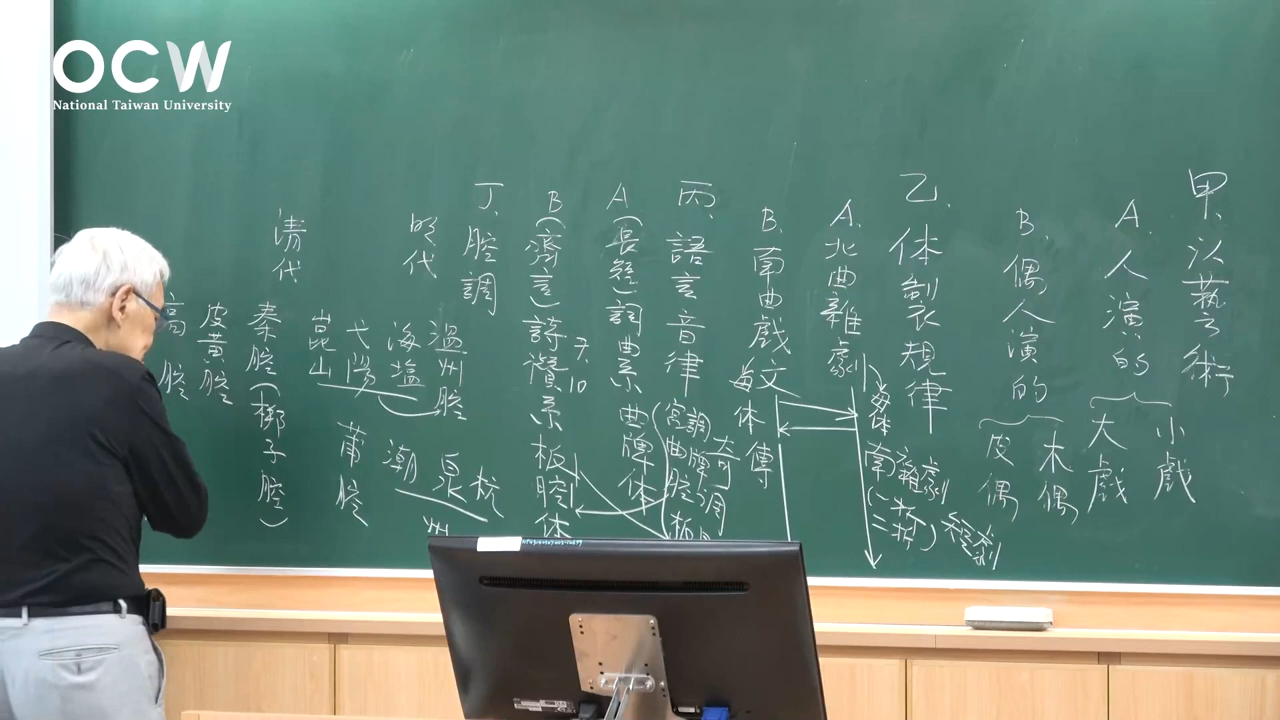 OCW
National Taiwan University
甲、以藝術
小戲
大戲
A. 人演的
B. 偶人演的
木偶
皮偶
乙. 体製規律
A. 北曲雜劇
南雜劇
短劇
B. 南曲戲文
体
傳
丙、語言音律
宮調
曲牌
奇
A (長短)詞曲系曲牌体
B (齊言)詩讚系板腔体
7.
10
丁、腔調
明代
溫州腔
海塩
弋陽
崑山
杭
泉
潮
莆腔
州
清代
秦腔(梆子腔)
皮黃腔
高腔